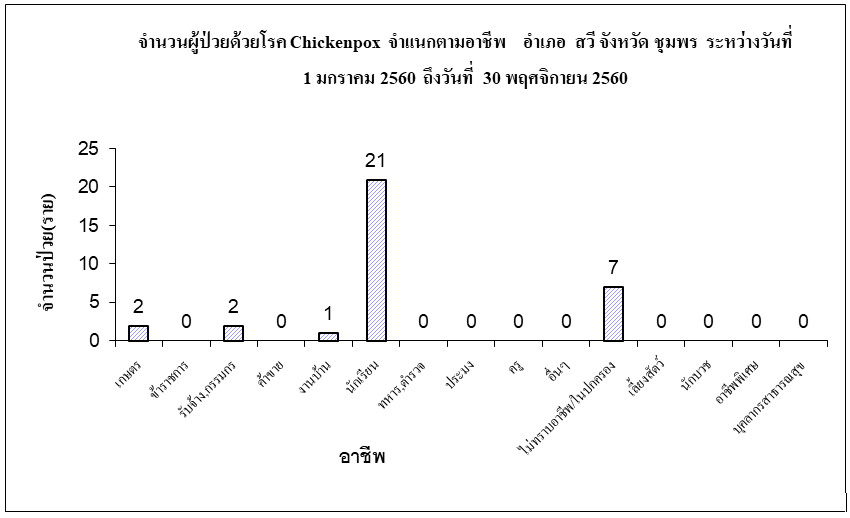 จำนวนผู้ป่วยด้วยโรค Chickenpox จำแนกตามอาชีพ อำเภอ สวี จังหวัด ชุมพร ระหว่างวันที่
1 มกราคม 2560 ถึงวันที่ 30 พฤศจิกายน 2560
จำนวนป่วย(ราย)
25
20
15
10
5
0
2 0 2 0 1 21 0 0 0 0 7 0 0 0 0
เกษตร
ข้าราชการ
รับจ้าง,กรรมกร
ค้าขาย
งานบ้าน
นักเรียน
ทหาร,ตำรวจ
ประมง
ครู
อื่นๆ
ไม่ทราบอาชีพ/ในปกครอง
เลี้ยงสัตว์
นักบวช
อาชีพพิเศษ
บุคลากรสาธารณสุข
อาชีพ